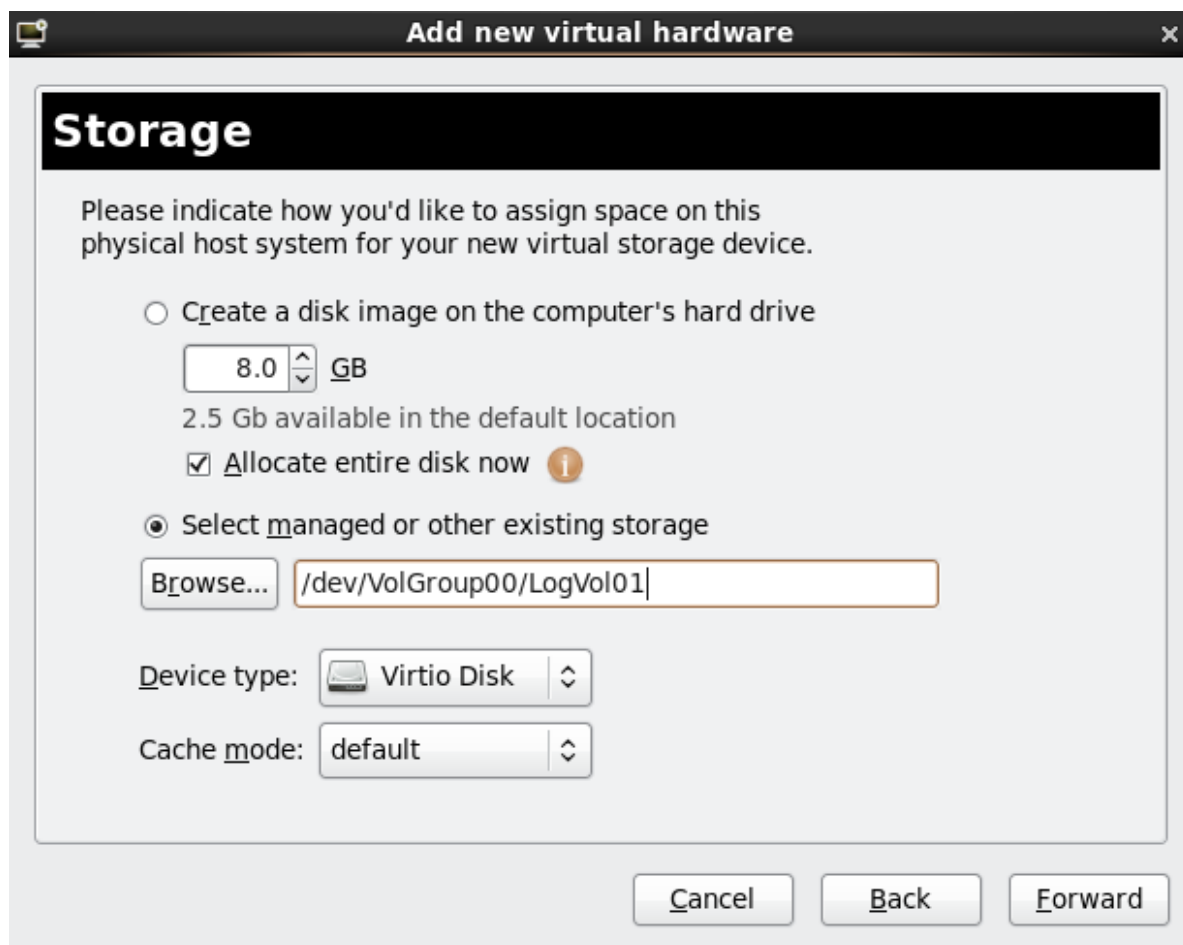 Add new virtual hardware
Storage
Please indicate how you'd like to assign space on this
physical host system for your new virtual storage device.
Create a disk image on the computer's hard drive
8.0 GB
2.5 Gb available in the default location
Allocate entire disk now
Select managed or other existing storage
Browse... /dev/VolGroup00/LogVol01
Device type: Virtio Disk
Cache mode: default
Cancel Back Forward